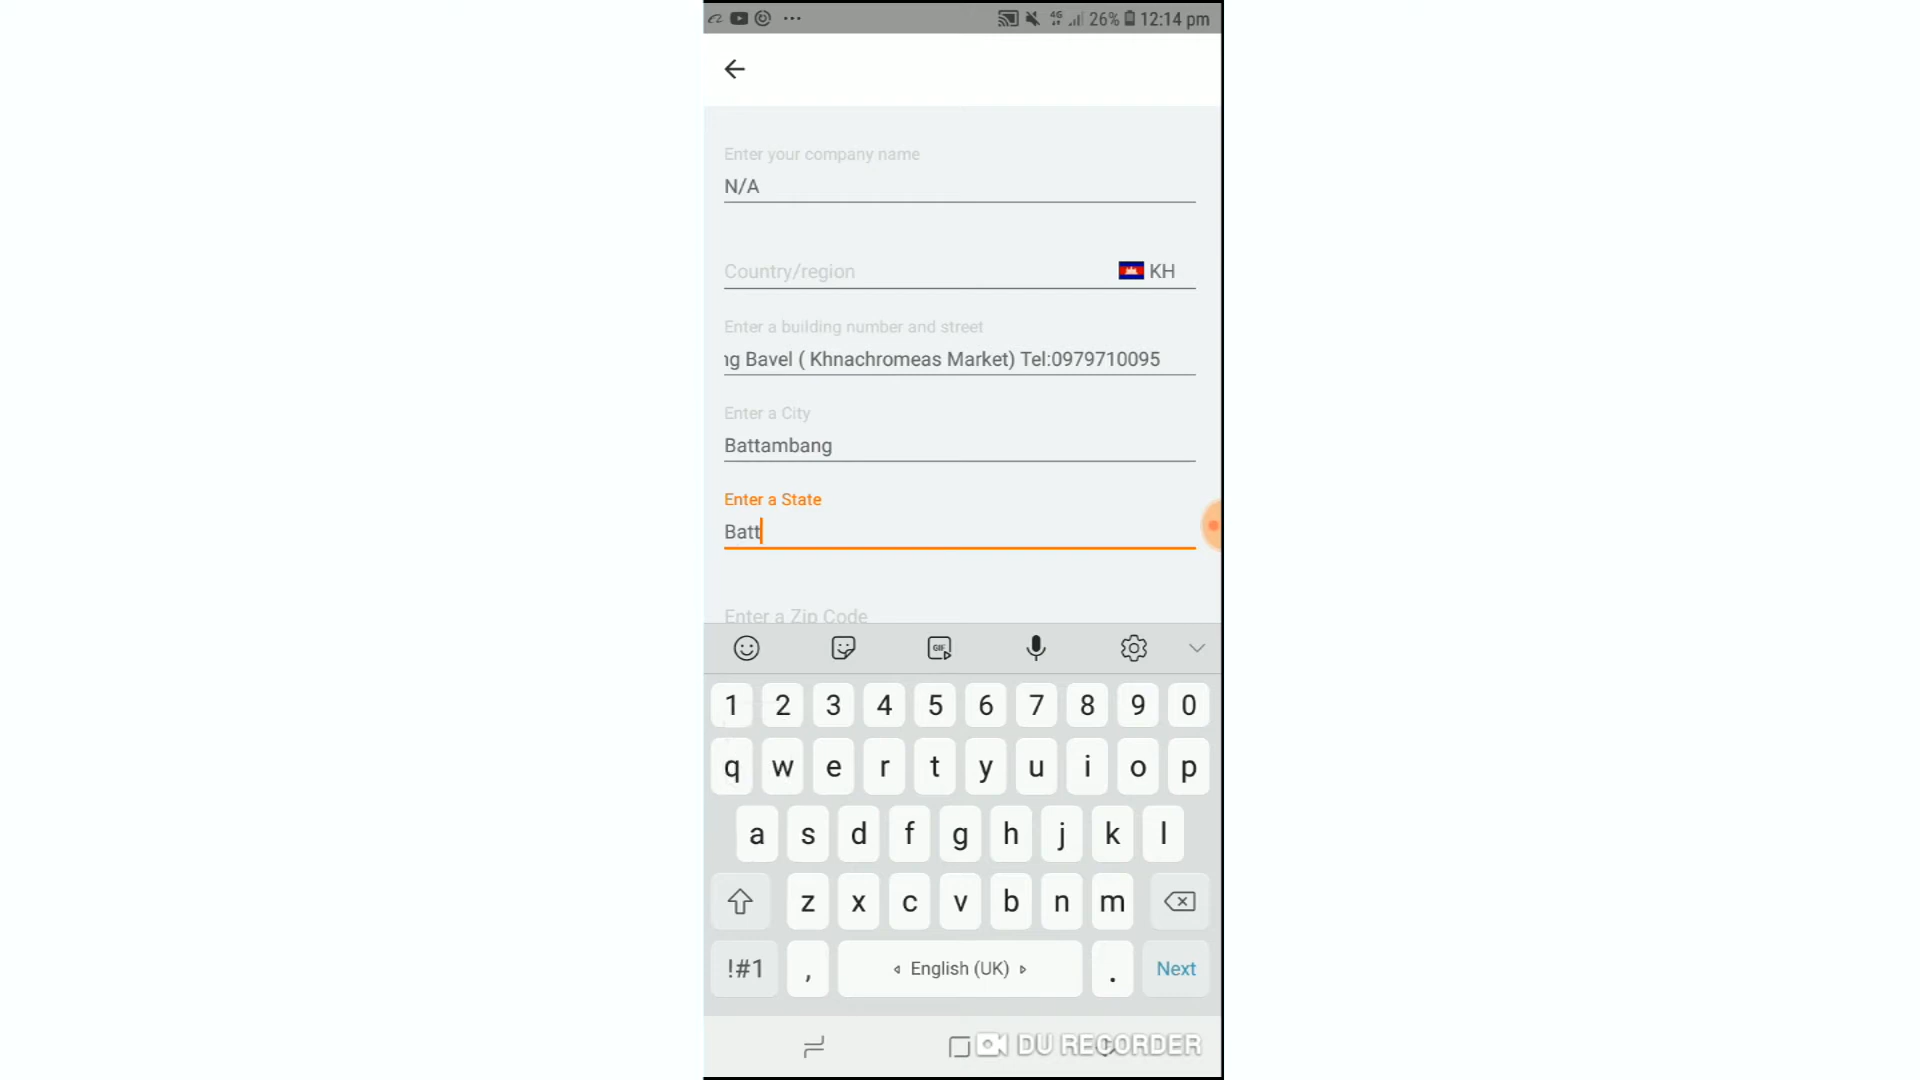 4G 26% 12:14 pm
Enter your company name
N/A
Country/region KH
Enter a building number and street
ng Bavel ( Khnachromeas Market) Tel:0979710095
Enter a City
Battambang
Enter a State
Batt
Enter a Zip Code
GIF
1 2 3 4 5 6 7 8 9 0
q w e r t y u i o p
a s d f g h j k l
z x c v b n m
!#1 , English (UK) . Next
DU RECORDER